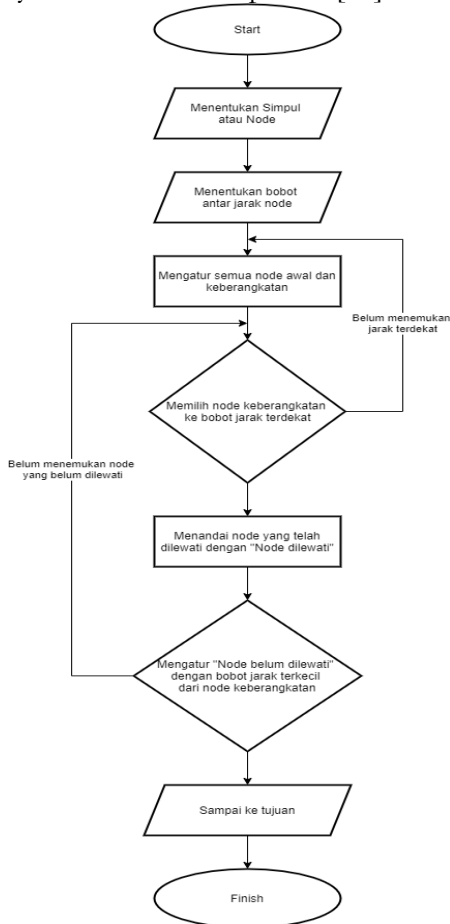 Start
Menentukan Simpul
atau Node
Menentukan bobot
antar jarak node
Mengatur semua node awal dan
keberangkatan
Belum menemukan
jarak terdekat
Memilih node keberangkatan
ke bobot jarak terdekat
Belum menemukan node
yang belum dilewati
Menandai node yang telah
dilewati dengan "Node dilewati"
Mengatur "Node belum dilewati"
dengan bobot jarak terkecil
dari node keberangkatan
Sampai ke tujuan
Finish